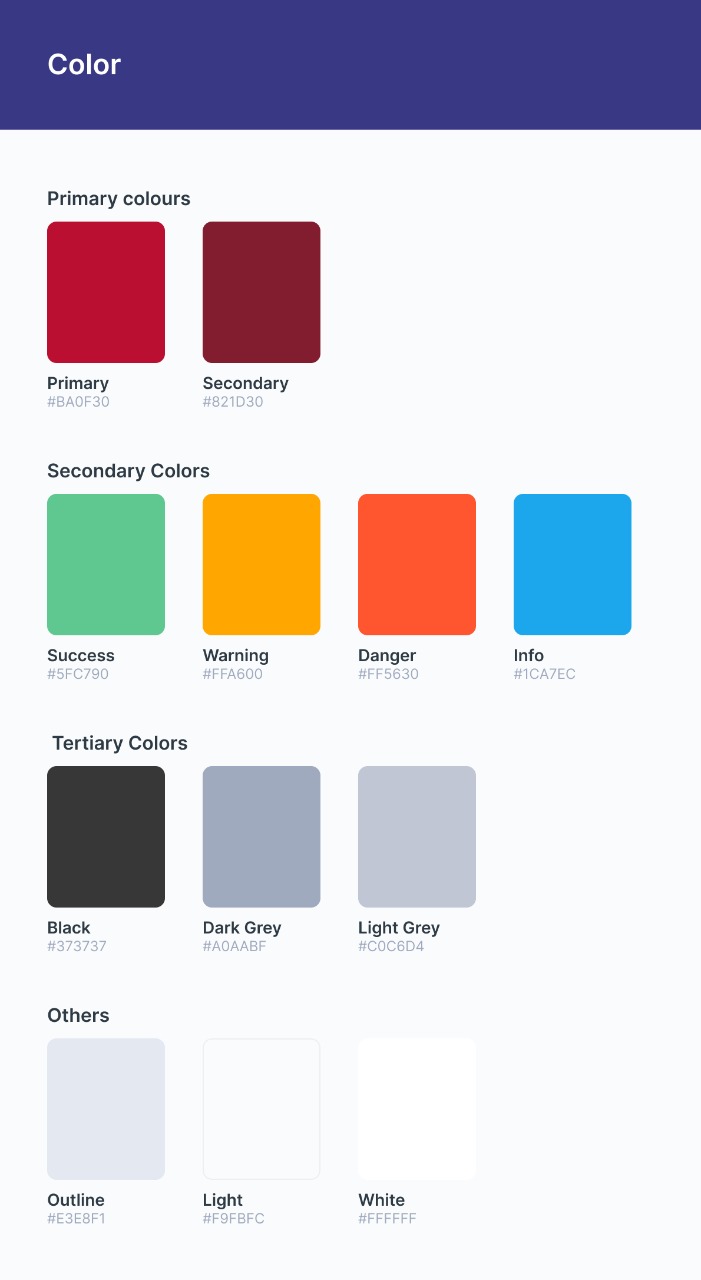 Color
Primary colours
Primary
#BA0F30
Secondary
#821D30
Secondary Colors
Success
#5FC790
Warning
#FFA600
Danger
#FF5630
Info
#1CA7EC
Tertiary Colors
Black
#373737
Dark Grey
#A0AABF
Light Grey
#C0C6D4
Others
Outline
#E3E8F1
Light
#F9FBFC
White
#FFFFFF